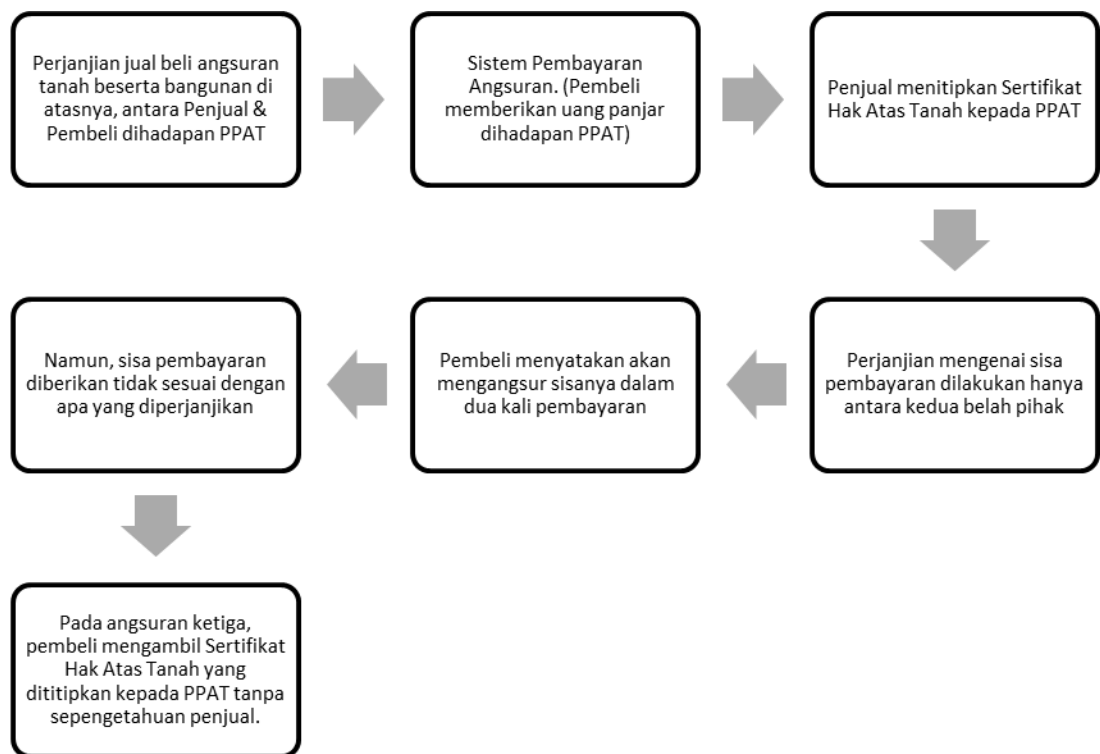 Perjanjian jual beli angsuran
tanah beserta bangunan di
atasnya, antara Penjual &
Pembeli dihadapan PPAT
Sistem Pembayaran
Angsuran. (Pembeli
memberikan uang panjar
dihadapan PPAT)
Penjual menitipkan Sertifikat
Hak Atas Tanah kepada PPAT
Perjanjian mengenai sisa
pembayaran dilakukan hanya
antara kedua belah pihak
Pembeli menyatakan akan
mengangsur sisanya dalam
dua kali pembayaran
Namun, sisa pembayaran
diberikan tidak sesuai dengan
apa yang diperjanjikan
Pada angsuran ketiga,
pembeli mengambil Sertifikat
Hak Atas Tanah yang
dititipkan kepada PPAT tanpa
sepengetahuan penjual.